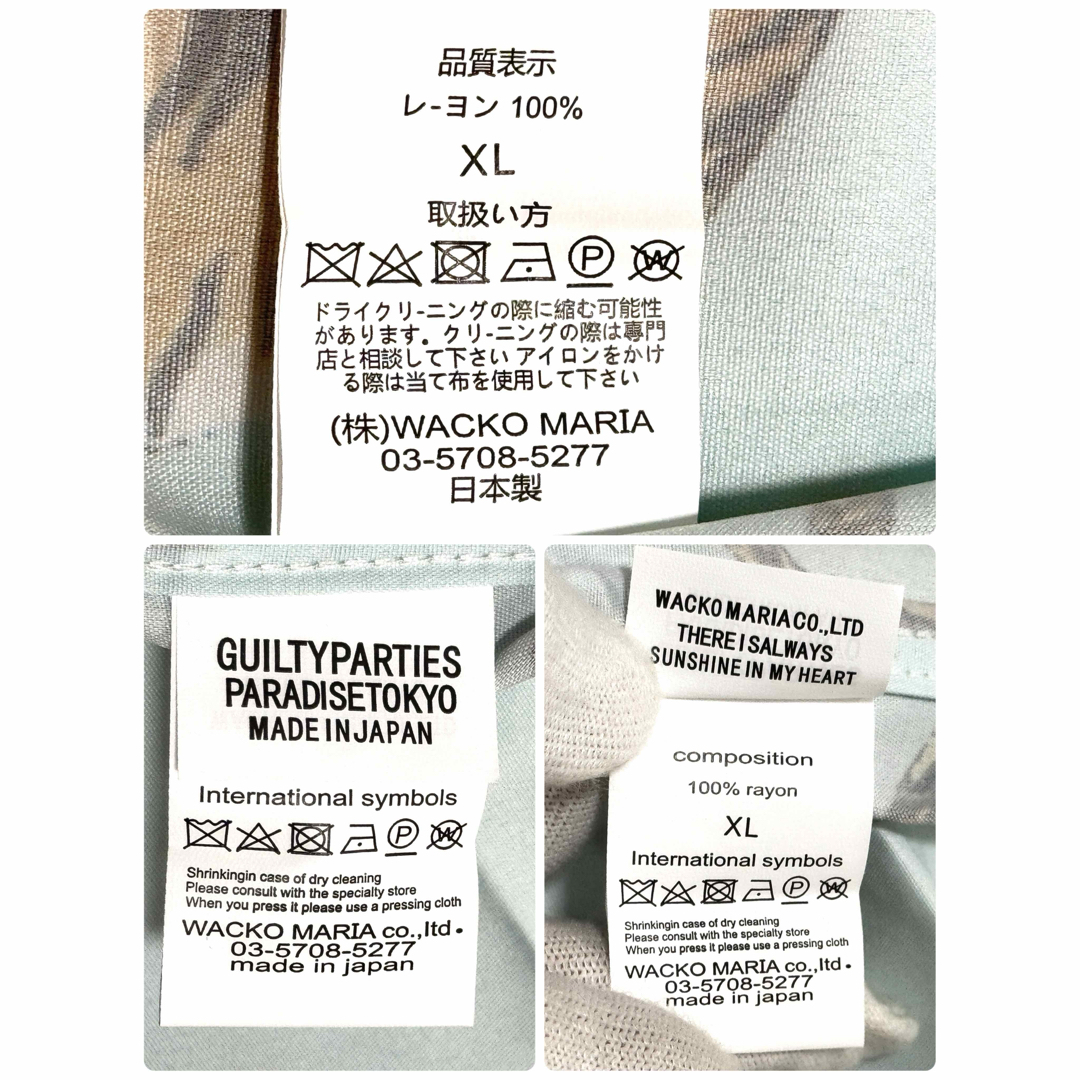 品質表示
レ-ヨン 100%
XL
取扱い方
P
W
ドライクリ-ニングの際に縮む可能性
があります。クリ-ニングの際は專門
店と相談して下さい アイロンをかけ
る際は当て布を使用して下さい
(株)WACKO MARIA
03-5708-5277
日本製
GUILTYPARTIES
PARADISETOKYO
MADE IN JAPAN
International symbols
P
W
Shrinkingin case of dry cleaning
Please consult with the specialty store
When you press it please use a pressing cloth
WACKO MARIA co.,ltd.
03-5708-5277
made in japan
WACKO MARIA CO.,LTD
THERE ISALWAYS
SUNSHINE IN MY HEART
composition
100% rayon
XL
International symbols
P
W
Shrinkingin case of dry cleaning
Please consult with the specialty store
When you press it please use a pressing cloth
WACKO MARIA co.,ltd.
03-5708-5277
made in japan